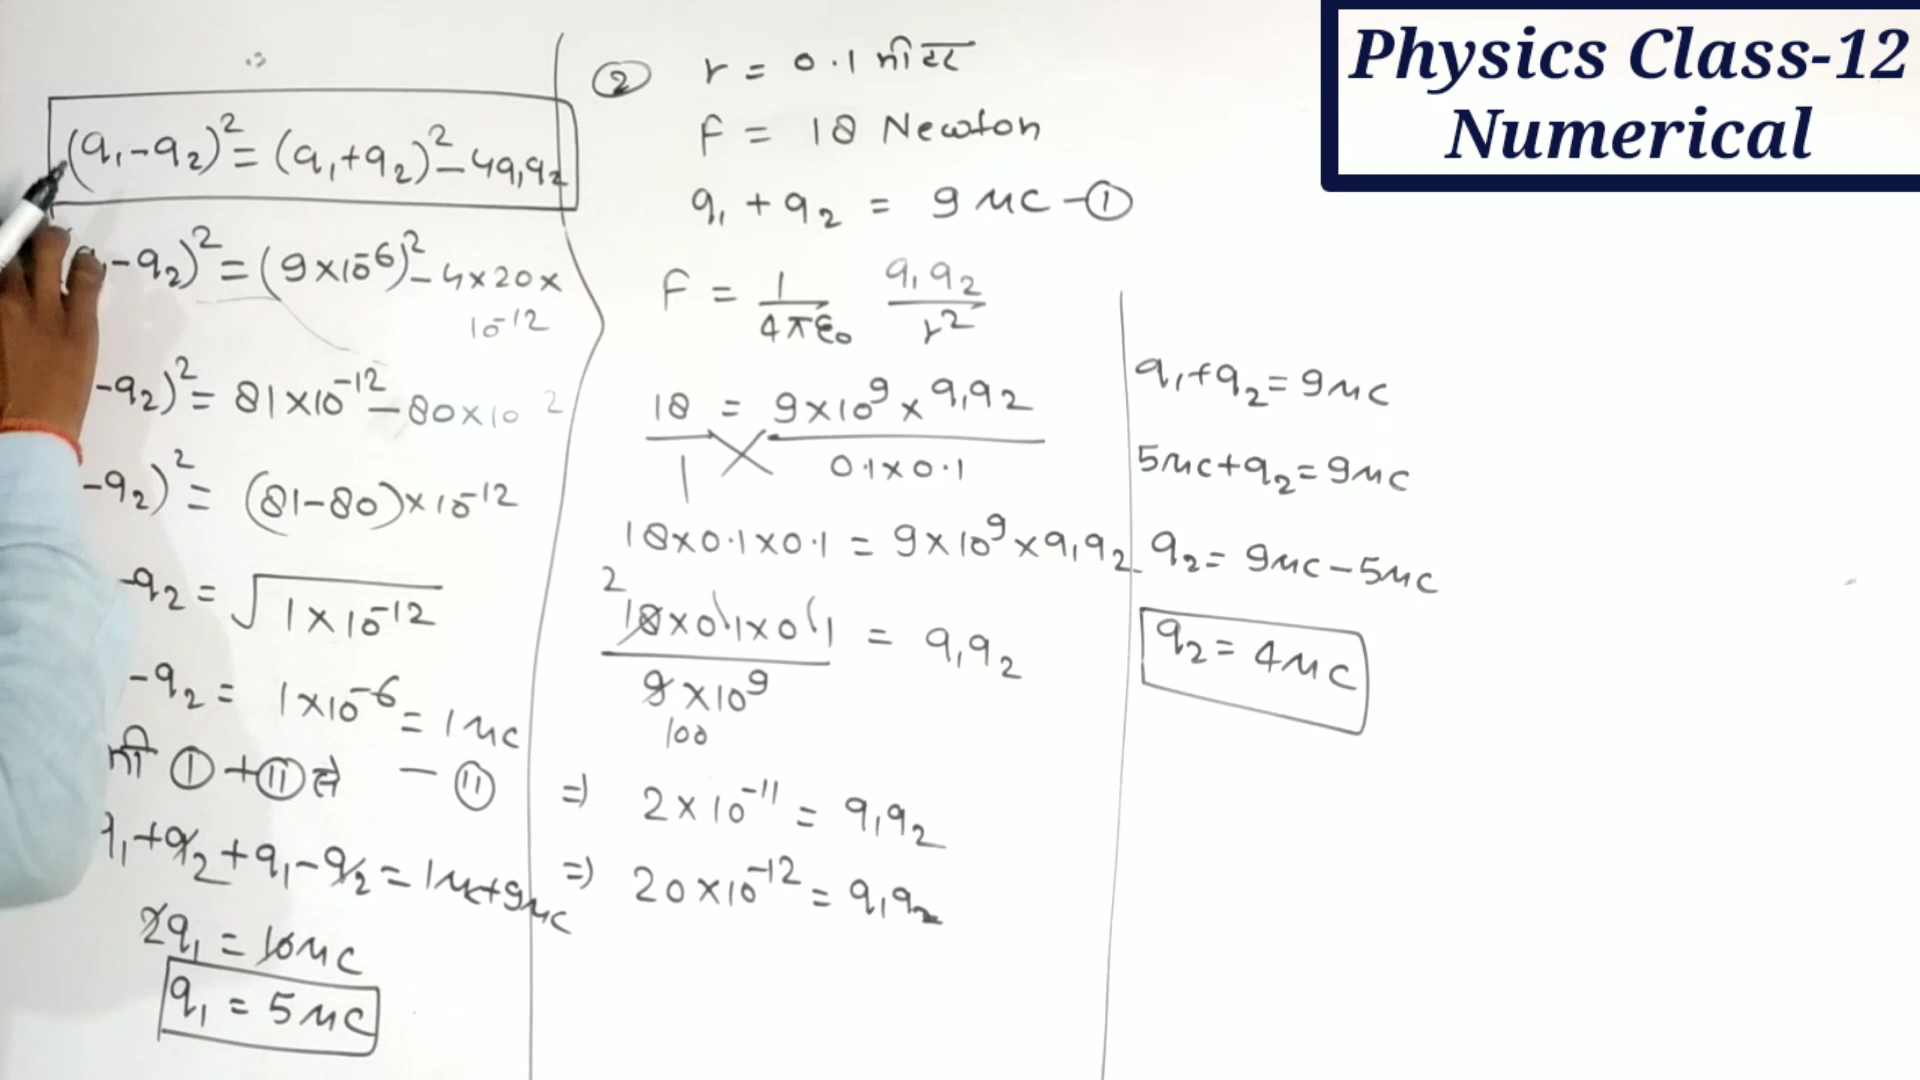 Physics Class-12
Numerical
(q₁-q₂)² = (q₁+q₂)² - 4q₁q₂
-q₂)² = (9×10⁻⁶)² - 4×20×
10⁻¹²
-q₂)² = 81×10⁻¹² - 80×10 2
-q₂)² = (81-80)×10⁻¹²
-q₂ = √1×10⁻¹²
-q₂ = 1×10⁻⁶ = 1μC
① + ⑪ से - ⑪
q₁+q₂+q₁-q₂ = 1μC+9μC
2q₁ = 10μC
q₁ = 5μC
② r = 0.1 मीटर
F = 18 Newton
q₁ + q₂ = 9μC -①
F = 1/4πε₀ q₁q₂/r²
18/1 = 9×10⁹×q₁q₂/0.1×0.1
18×0.1×0.1 = 9×10⁹×q₁q₂
2
18×0.1×0.1/9×10⁹ = q₁q₂
100
⇒ 2×10⁻¹¹ = q₁q₂
⇒ 20×10⁻¹² = q₁q₂
q₁+q₂ = 9μC
5μC+q₂ = 9μC
q₂ = 9μC-5μC
q₂ = 4μC